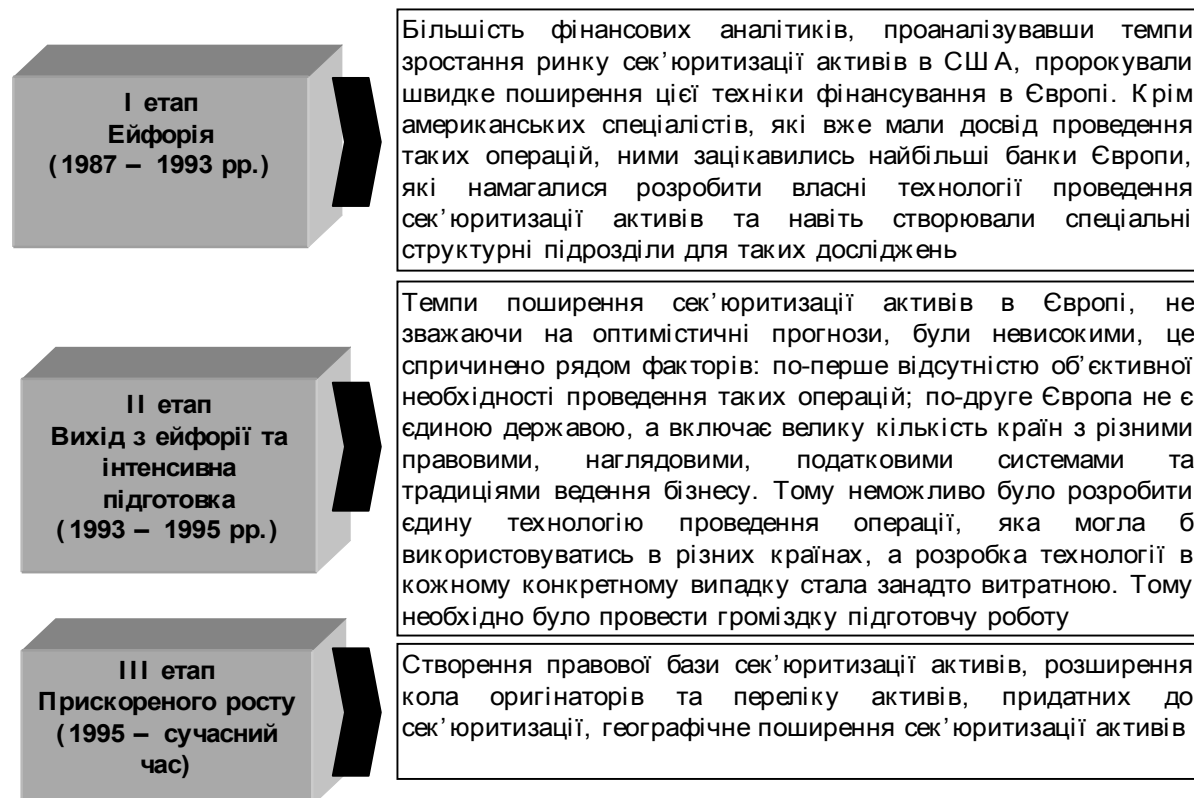 І етап
Ейфорія
(1987 – 1993 рр.)
Більшість фінансових аналітиків, проаналізувавши темпи
зростання ринку сек’юритизації активів в США, пророкували
швидке поширення цієї техніки фінансування в Європі. Крім
американських спеціалістів, які вже мали досвід проведення
таких операцій, ними зацікавились найбільші банки Європи,
які намагалися розробити власні технології проведення
сек’юритизації активів та навіть створювали спеціальні
структурні підрозділи для таких досліджень
ІІ етап
Вихід з ейфорії та
інтенсивна
підготовка
(1993 – 1995 рр.)
Темпи поширення сек’юритизації активів в Європі, не
зважаючи на оптимістичні прогнози, були невисокими, це
спричинено рядом факторів: по-перше відсутністю об’єктивної
необхідності проведення таких операцій; по-друге Європа не є
єдиною державою, а включає велику кількість країн з різними
правовими, наглядовими, податковими системами та
традиціями ведення бізнесу. Тому неможливо було розробити
єдину технологію проведення операції, яка могла б
використовуватись в різних країнах, а розробка технології в
кожному конкретному випадку стала занадто витратною. Тому
необхідно було провести громіздку підготовчу роботу
ІІІ етап
Прискореного росту
(1995 – сучасний
час)
Створення правової бази сек’юритизації активів, розширення
кола оригінаторів та переліку активів, придатних до
сек’юритизації, географічне поширення сек’юритизації активів